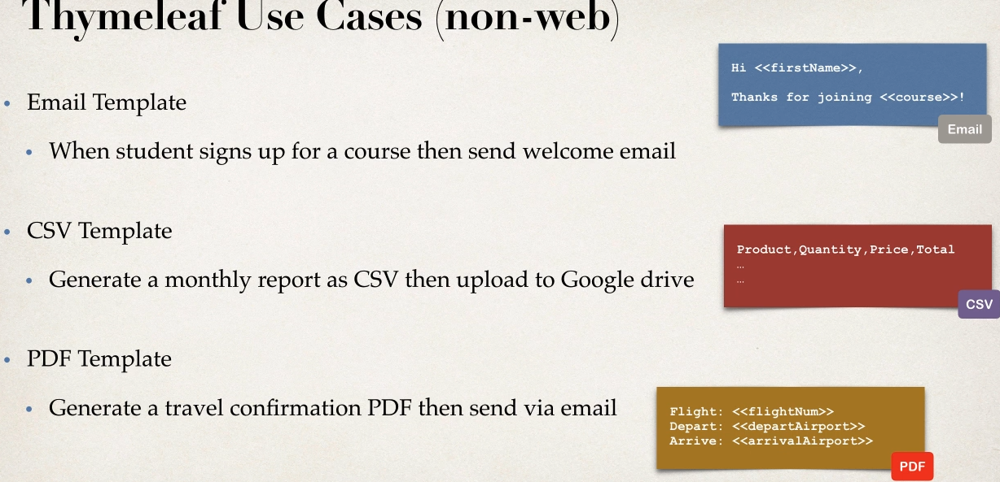 Thymeleaf Use Cases (non-web)
Hi <<firstName>>,
Thanks for joining <<course>>!
Email
• Email Template
• When student signs up for a course then send welcome email
• CSV Template
• Generate a monthly report as CSV then upload to Google drive
Product,Quantity,Price,Total
…
…
CSV
• PDF Template
• Generate a travel confirmation PDF then send via email
Flight: <<flightNum>>
Depart: <<departAirport>>
Arrive: <<arrivalAirport>>
PDF